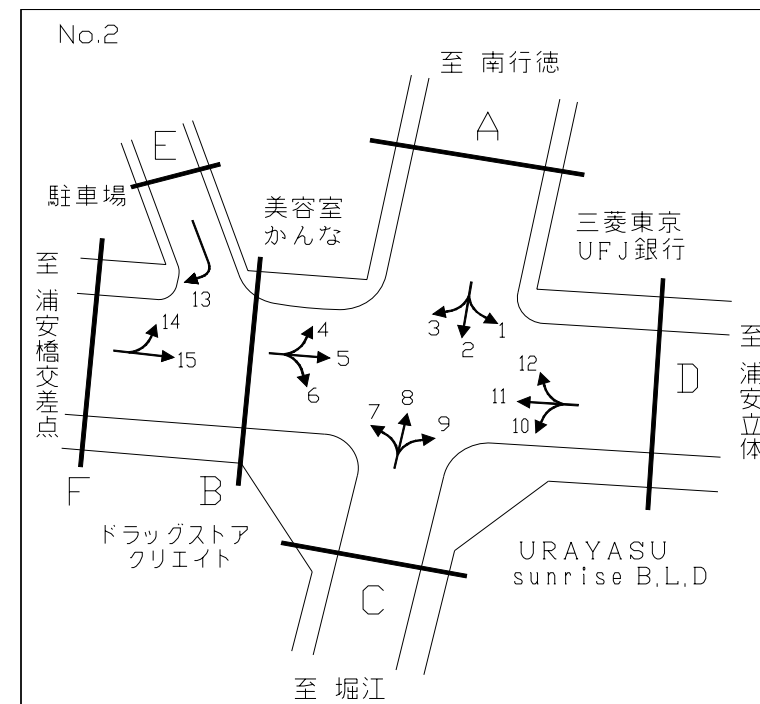 No.2
至 南行徳
A
E
駐車場
美容室
かんな
三菱東京
UFJ銀行
至 浦安橋交差点
13
14
15
4
5
6
3
2
1
12
11
10
7
8
9
D
至 浦安立体
F
B
ドラッグストア
クリエイト
C
URAYASU
sunrise B,L,D
至 堀江